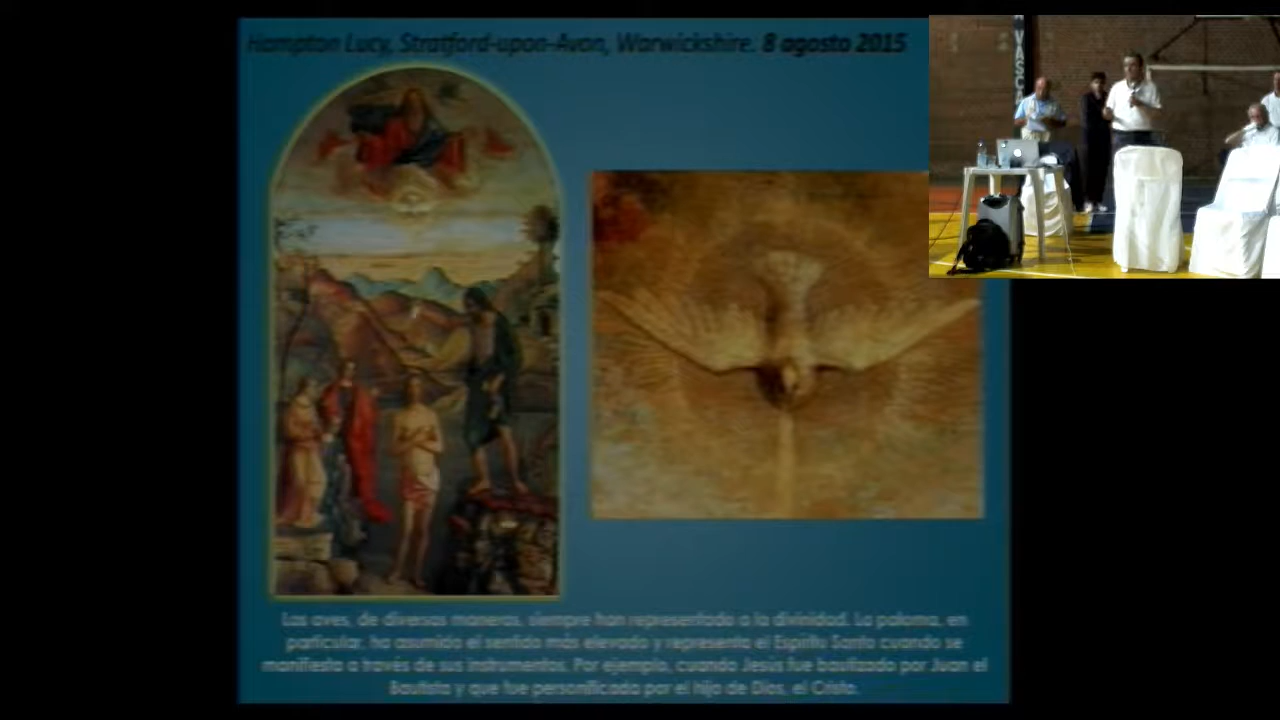 Hampton Lucy, Stratford-upon-Avon, Warwickshire. 8 agosto 2015
Las aves, de diversas maneras, siempre han representado a la divinidad. La paloma, en
particular, ha asumido el sentido más elevado y representa el Espíritu Santo cuando se
manifiesta a través de sus instrumentos. Por ejemplo, cuando Jesús fue bautizado por Juan el
Bautista y que fue personificada por el hijo de Dios, el Cristo.